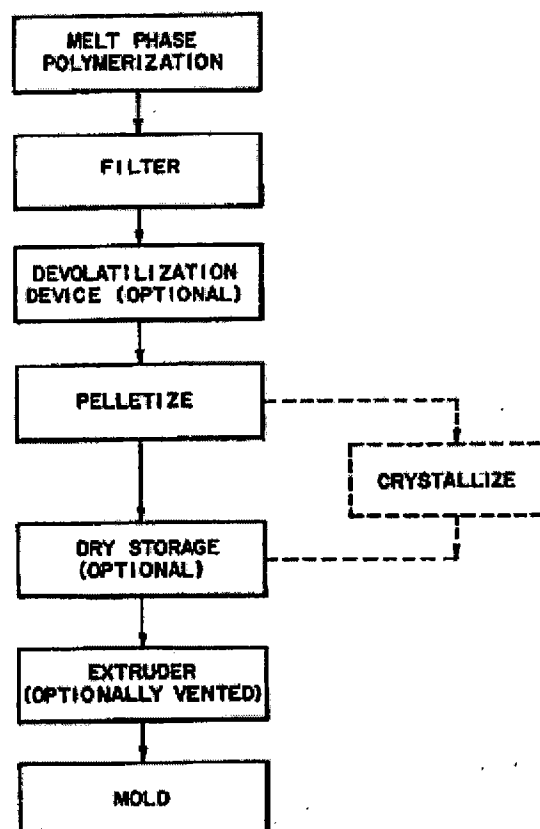 MELT PHASE
POLYMERIZATION
FILTER
DEVOLATILIZATION
DEVICE (OPTIONAL)
PELLETIZE
CRYSTALLIZE
DRY STORAGE
(OPTIONAL)
EXTRUDER
(OPTIONALLY VENTED)
MOLD